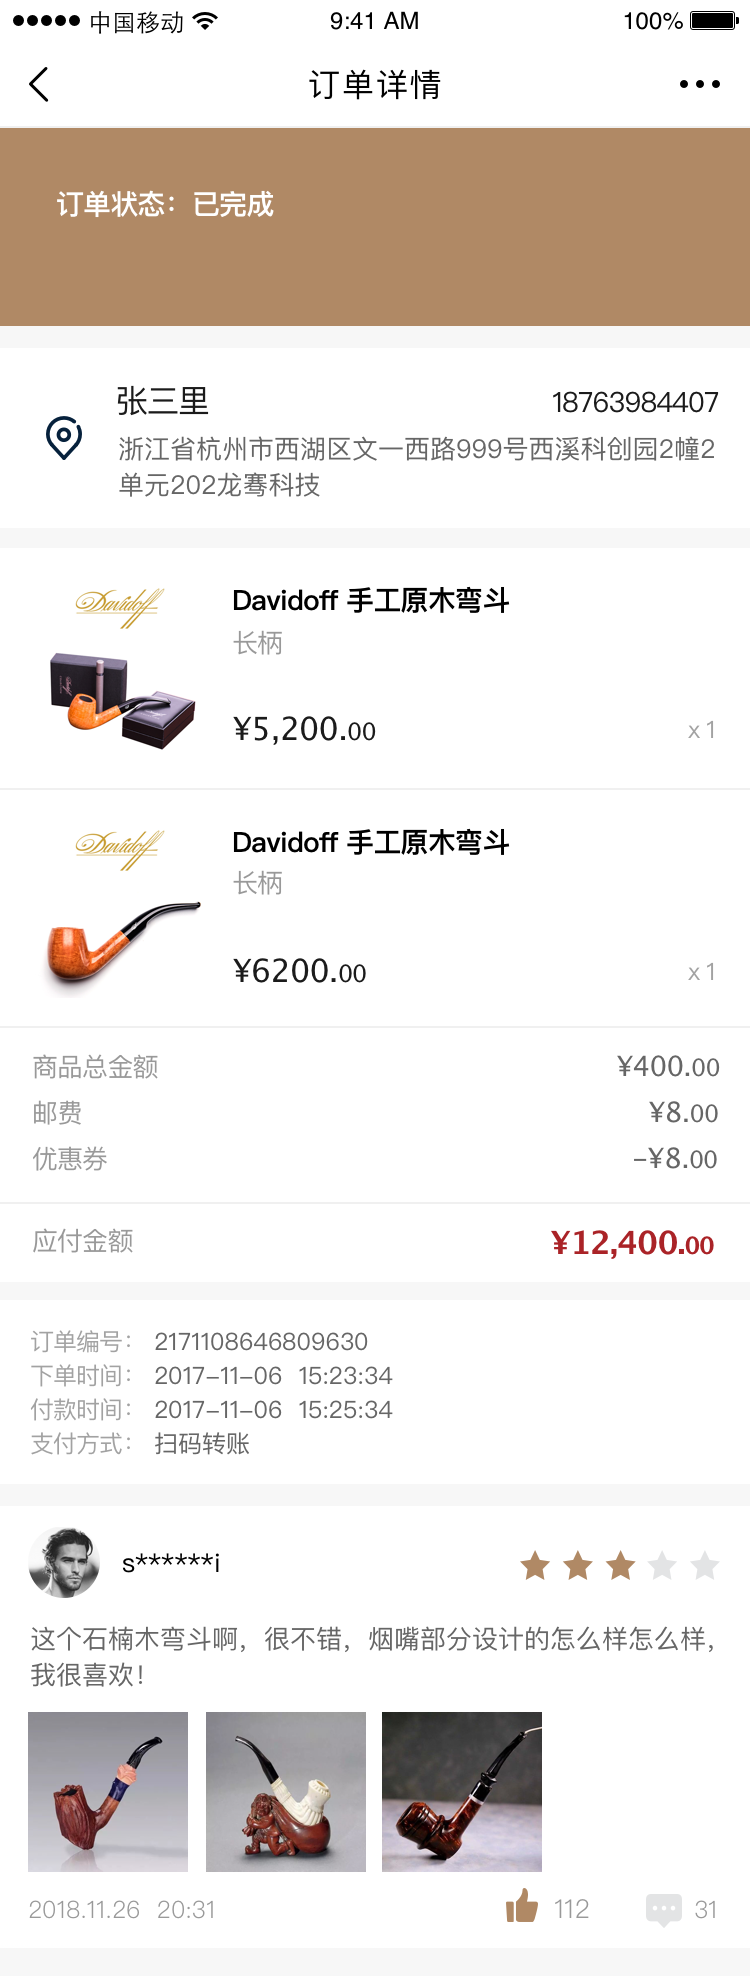 中国移动 9:41 AM 100%
订单详情
订单状态：已完成
张三里 18763984407
浙江省杭州市西湖区文一西路999号西溪科创园2幢2
单元202龙骞科技
Davidoff
Davidoff 手工原木弯斗
长柄
¥5,200.00 x 1
Davidoff
Davidoff 手工原木弯斗
长柄
¥6200.00 x 1
商品总金额 ¥400.00
邮费 ¥8.00
优惠券 -¥8.00
应付金额 ¥12,400.00
订单编号： 2171108646809630
下单时间： 2017-11-06 15:23:34
付款时间： 2017-11-06 15:25:34
支付方式： 扫码转账
s******i
这个石楠木弯斗啊，很不错，烟嘴部分设计的怎么样怎么样，
我很喜欢！
2018.11.26 20:31 112 31